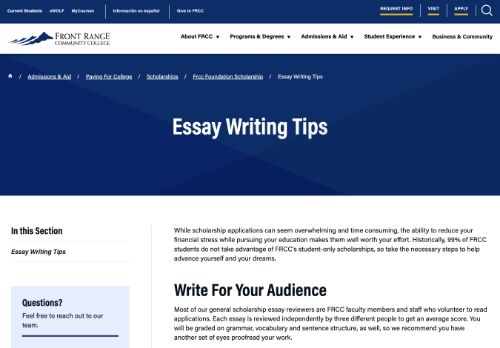 Current Students eWOLF MyCourses Información en español Give to FRCC REQUEST INFO VISIT APPLY
FRONT RANGE
COMMUNITY COLLEGE
About FRCC ▼ Programs & Degrees ▼ Admissions & Aid ▼ Student Experience ▼ Business & Community
/ Admissions & Aid / Paying For College / Scholarships / Frcc Foundation Scholarship / Essay Writing Tips
Essay Writing Tips
In this Section
Essay Writing Tips
Questions?
Feel free to reach out to our
team.
While scholarship applications can seem overwhelming and time consuming, the ability to reduce your
financial stress while pursuing your education makes them well worth your effort. Historically, 99% of FRCC
students do not take advantage of FRCC's student-only scholarships, so take the necessary steps to help
advance yourself and your dreams.
Write For Your Audience
Most of our general scholarship essay reviewers are FRCC faculty members and staff who volunteer to read
applications. Each essay is reviewed independently by three different people to get an average score. You
will be graded on grammar, vocabulary and sentence structure, as well, so we recommend you have
another set of eyes proofread your work.